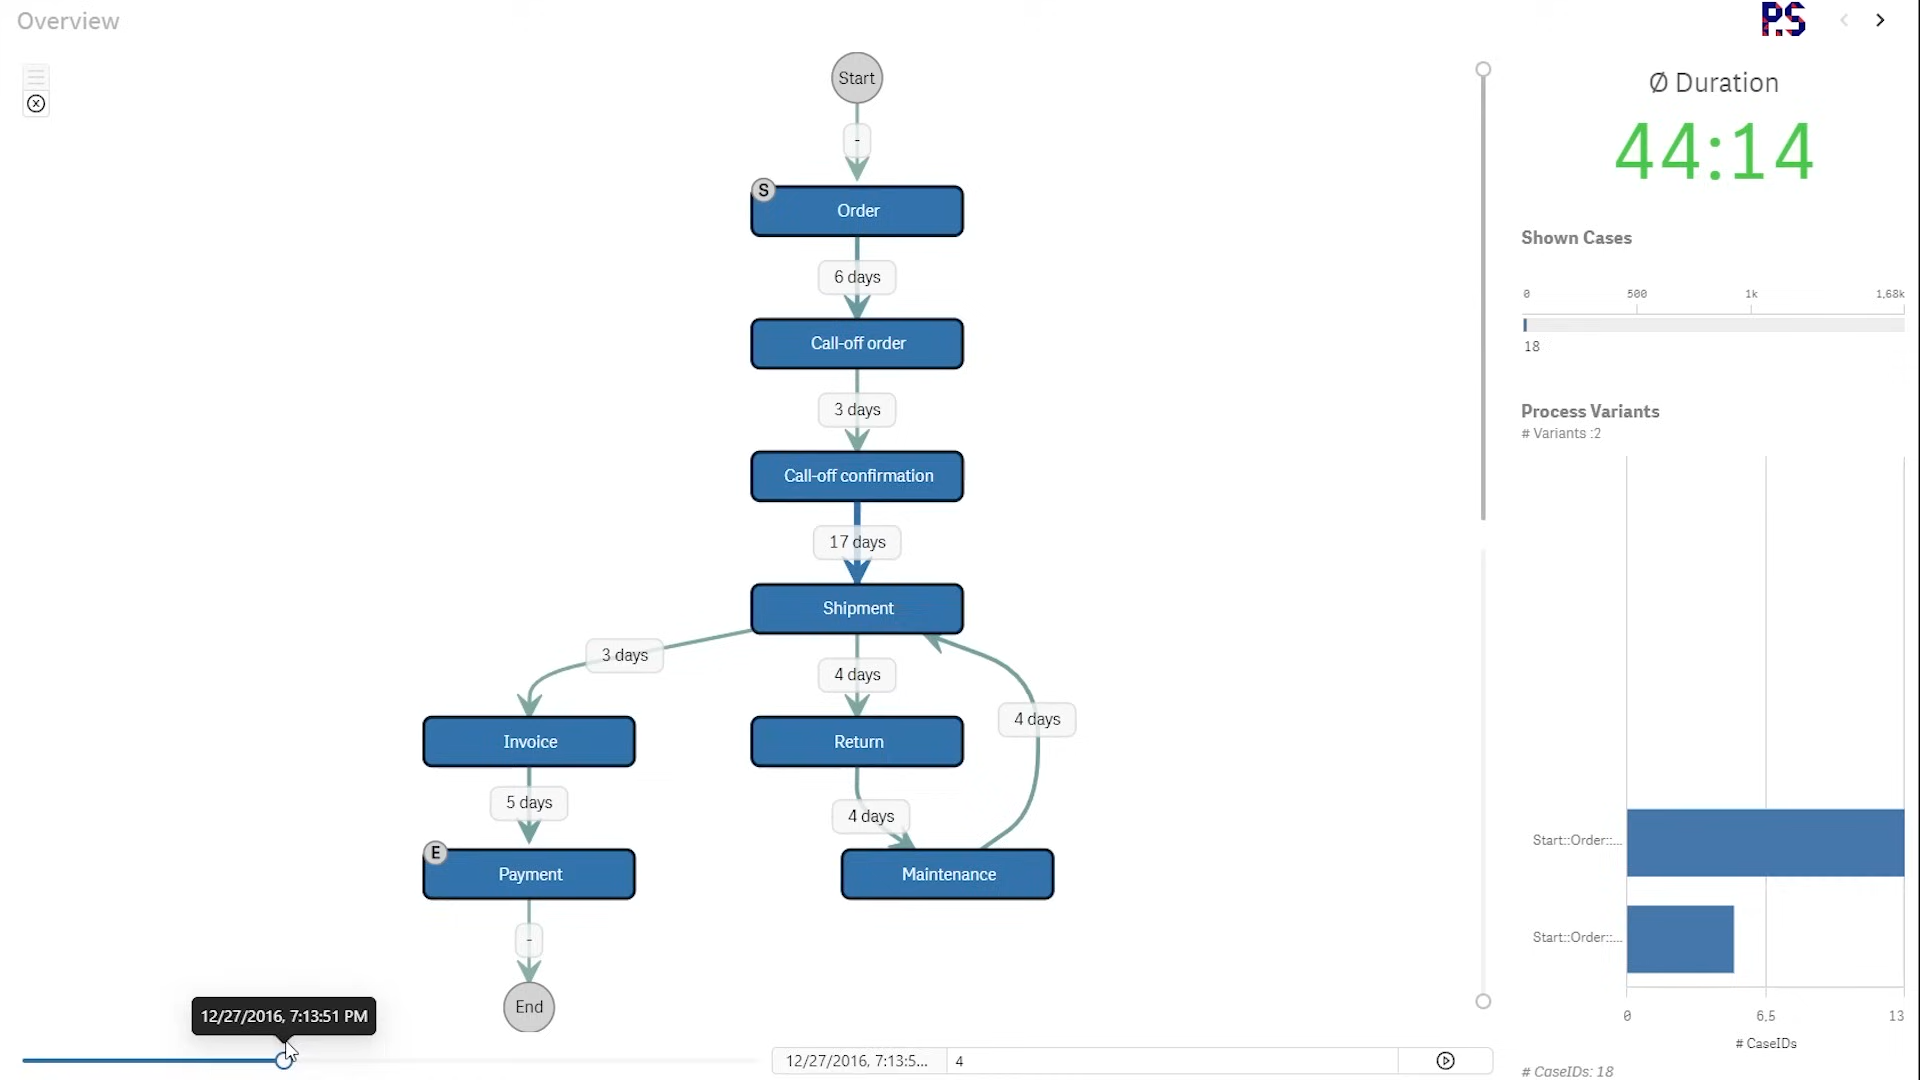 Overview
P.S
Start
-
S
Order
6 days
Call-off order
3 days
Call-off confirmation
17 days
Shipment
3 days
4 days
4 days
Invoice
Return
5 days
4 days
E
Payment
Maintenance
-
End
12/27/2016, 7:13:51 PM
12/27/2016, 7:13:5...
4
Ø Duration
44:14
Shown Cases
0 500 1k 1,68k
18
Process Variants
# Variants :2
Start::Order::...
Start::Order::...
0 6,5 13
# CaseIDs
# CaseIDs: 18